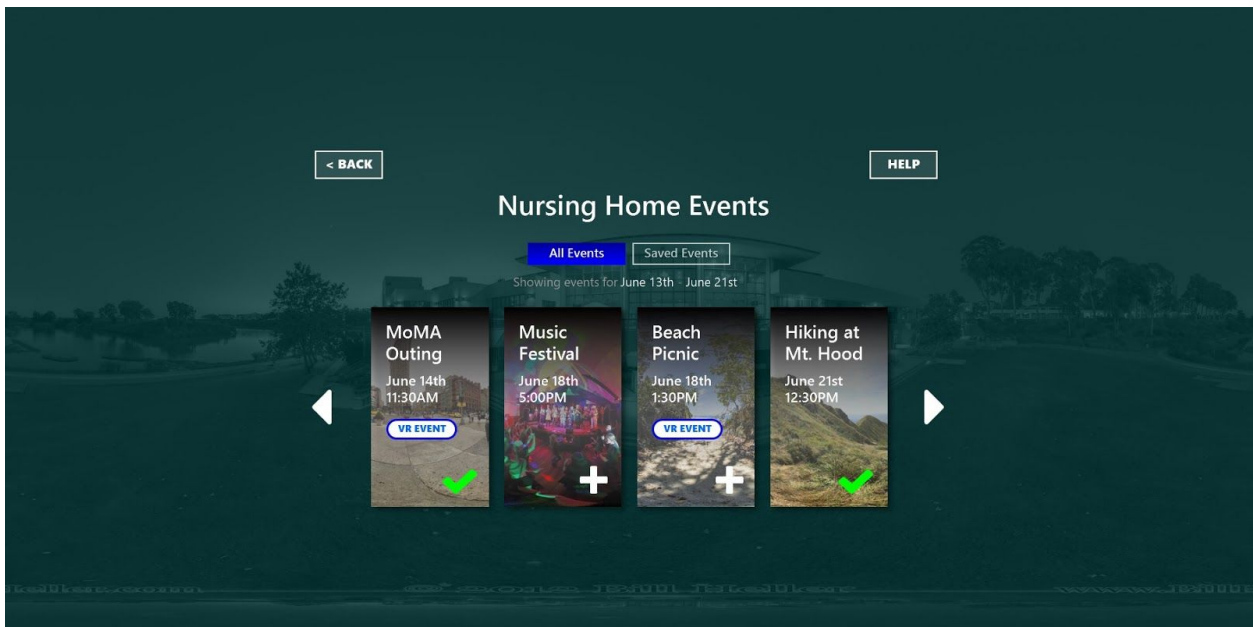 < BACK
HELP
Nursing Home Events
All Events
Saved Events
Showing events for June 13th - June 21st
MoMA
Outing
June 14th
11:30AM
VR EVENT
Music
Festival
June 18th
5:00PM
Beach
Picnic
June 18th
1:30PM
VR EVENT
Hiking at
Mt. Hood
June 21st
12:30PM